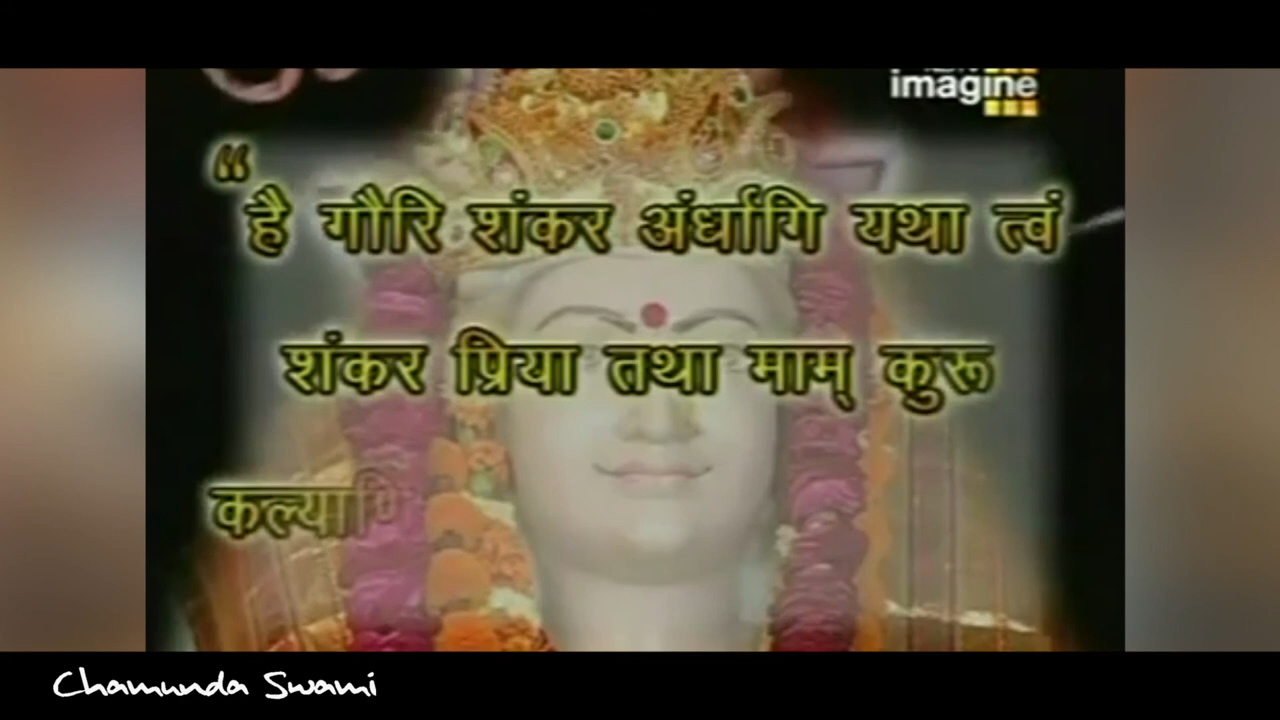 imagine
“
है गौरि शंकर अंर्धागि यथा त्वं
शंकर प्रिया तथा माम् कुरू
Chamunda Swami